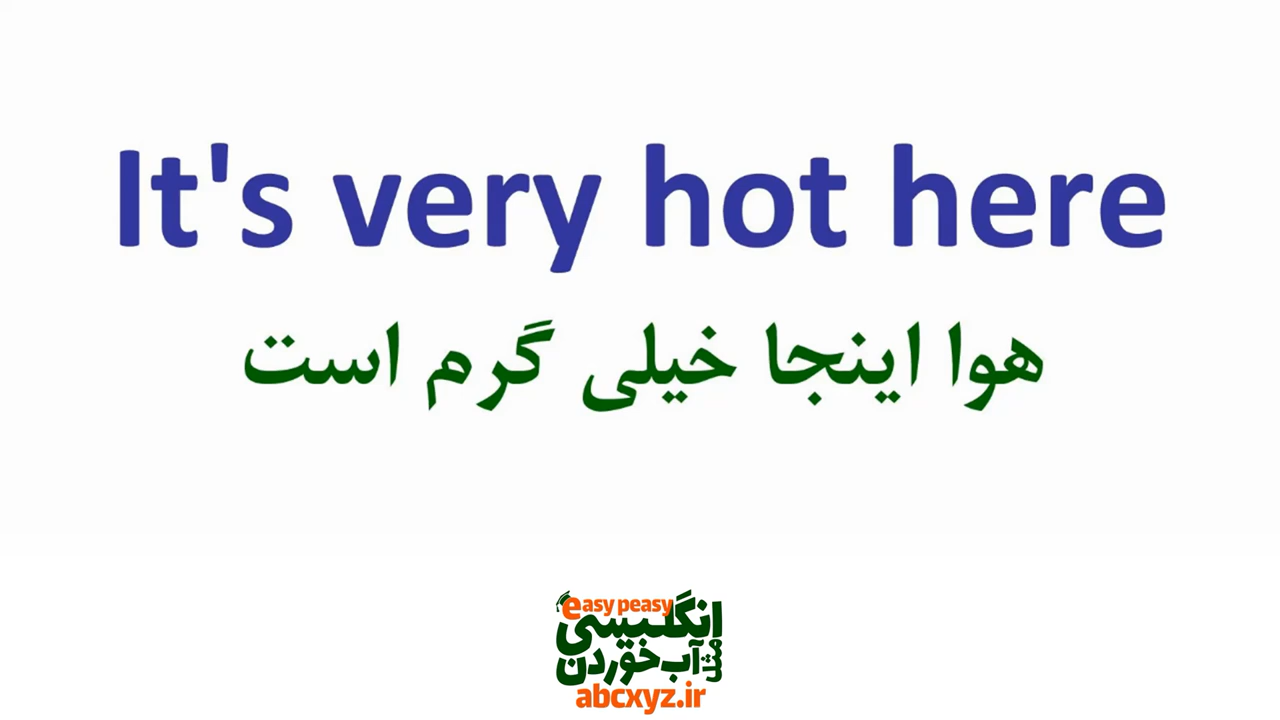 It's very hot here
هوا اینجا خیلی گرم است
easy peasy
انگلیسی
مثل آب خوردن
abcxyz.ir